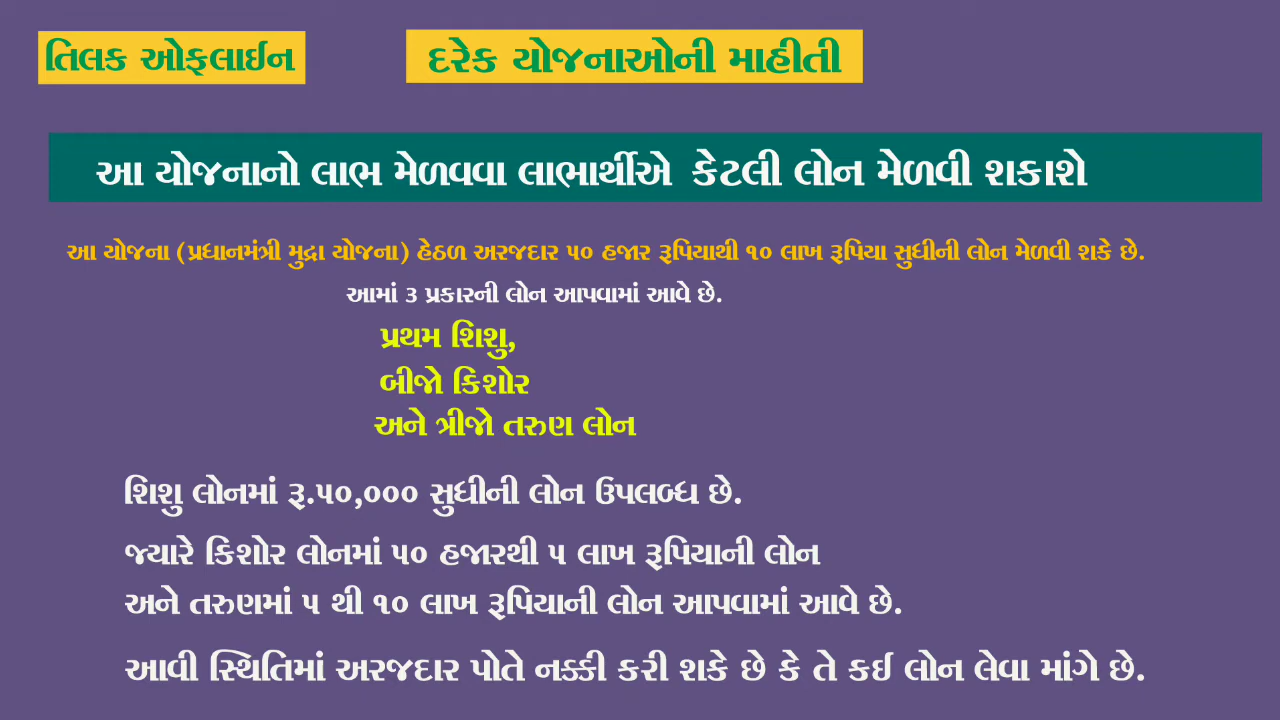 તિલક ઓફલાઈન
દરેક યોજનાઓની માહીતી
આ યોજનાનો લાભ મેળવવા લાભાર્થીએ કેટલી લોન મેળવી શકાશે
આ યોજના (પ્રધાનમંત્રી મુદ્રા યોજના) હેઠળ અરજદાર ૫૦ હજાર રૂપિયાથી ૧૦ લાખ રૂપિયા સુધીની લોન મેળવી શકે છે.
આમાં ૩ પ્રકારની લોન આપવામાં આવે છે.
પ્રથમ શિશુ,
બીજો કિશોર
અને ત્રીજો તરુણ લોન
શિશુ લોનમાં રૂ.૫૦,૦૦૦ સુધીની લોન ઉપલબ્ધ છે.
જ્યારે કિશોર લોનમાં ૫૦ હજારથી ૫ લાખ રૂપિયાની લોન
અને તરુણમાં ૫ થી ૧૦ લાખ રૂપિયાની લોન આપવામાં આવે છે.
આવી સ્થિતિમાં અરજદાર પોતે નક્કી કરી શકે છે કે તે કઈ લોન લેવા માંગે છે.